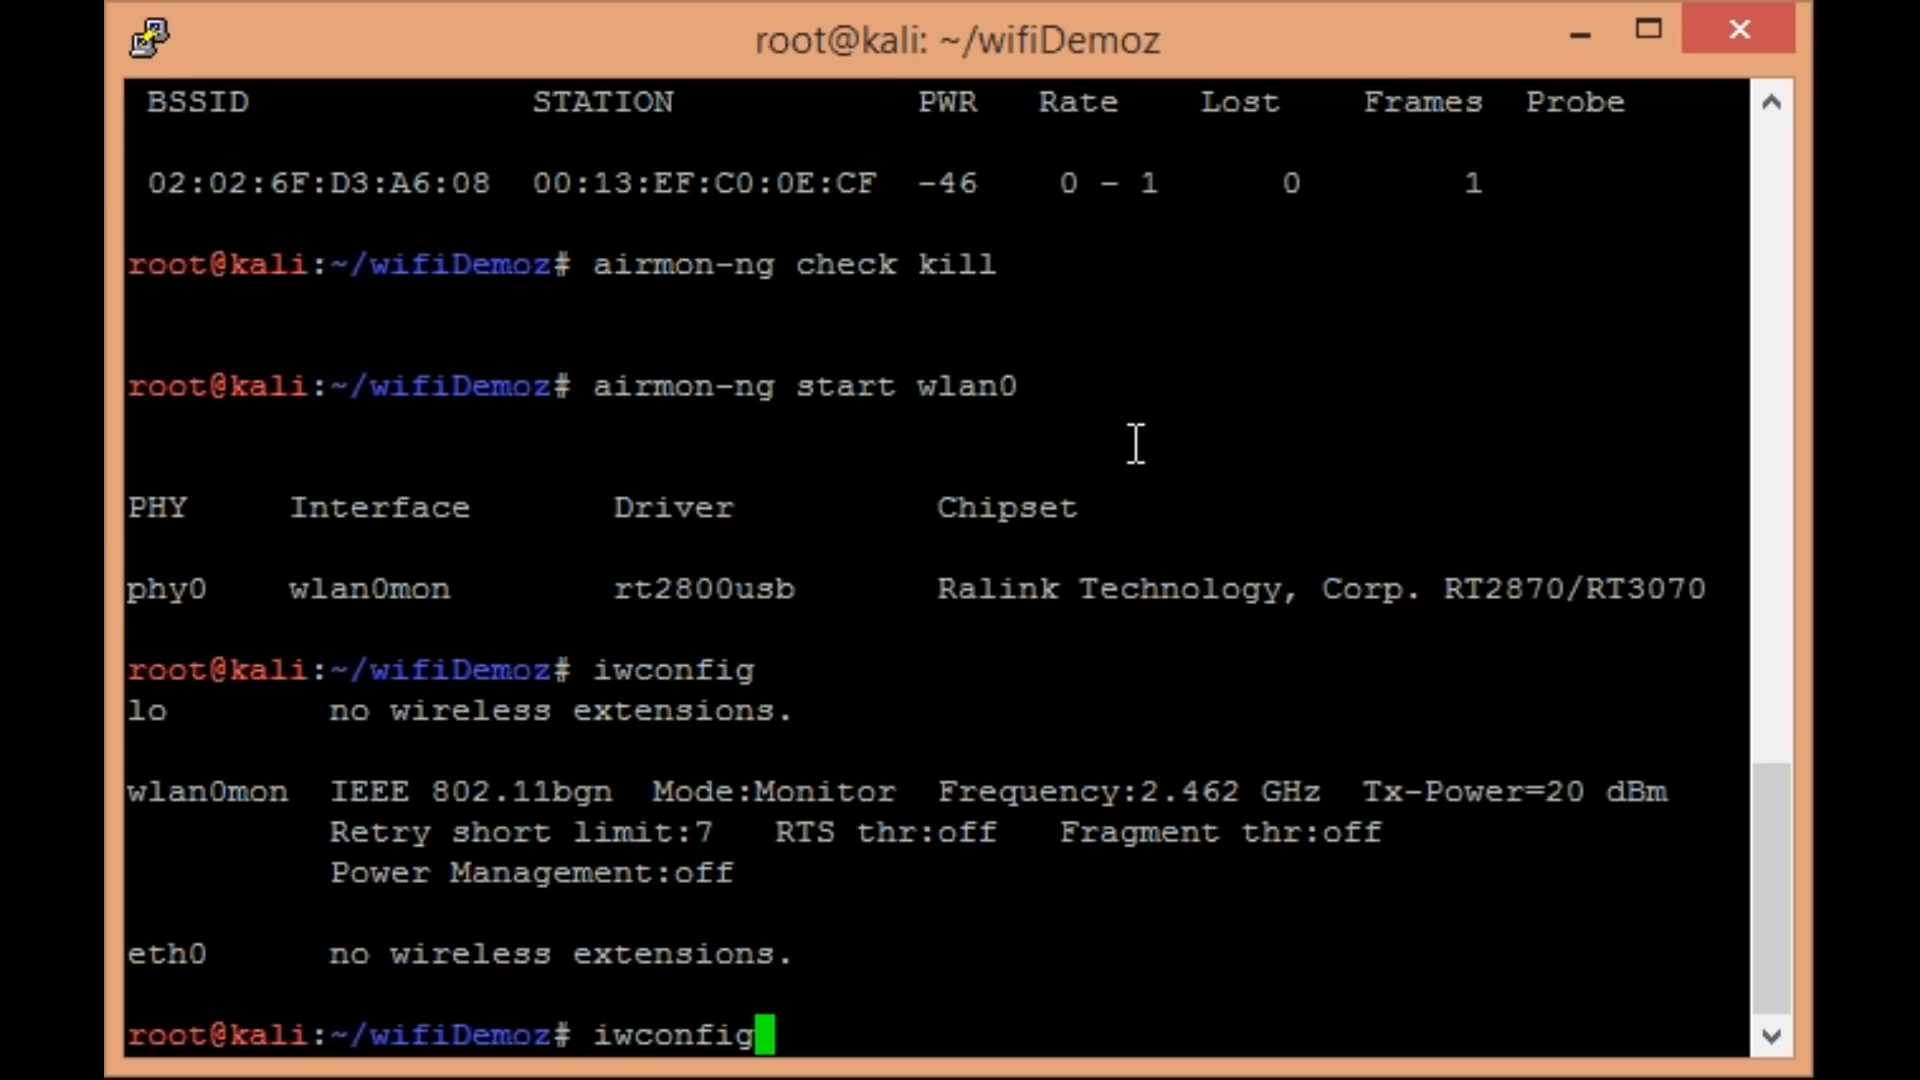 root@kali: ~/wifiDemoz
BSSID STATION PWR Rate Lost Frames Probe
02:02:6F:D3:A6:08 00:13:EF:C0:0E:CF -46 0 - 1 0 1
root@kali:~/wifiDemoz# airmon-ng check kill
root@kali:~/wifiDemoz# airmon-ng start wlan0
PHY Interface Driver Chipset
phy0 wlan0mon rt2800usb Ralink Technology, Corp. RT2870/RT3070
root@kali:~/wifiDemoz# iwconfig
lo no wireless extensions.
wlan0mon IEEE 802.11bgn Mode:Monitor Frequency:2.462 GHz Tx-Power=20 dBm
Retry short limit:7 RTS thr:off Fragment thr:off
Power Management:off
eth0 no wireless extensions.
root@kali:~/wifiDemoz# iwconfig